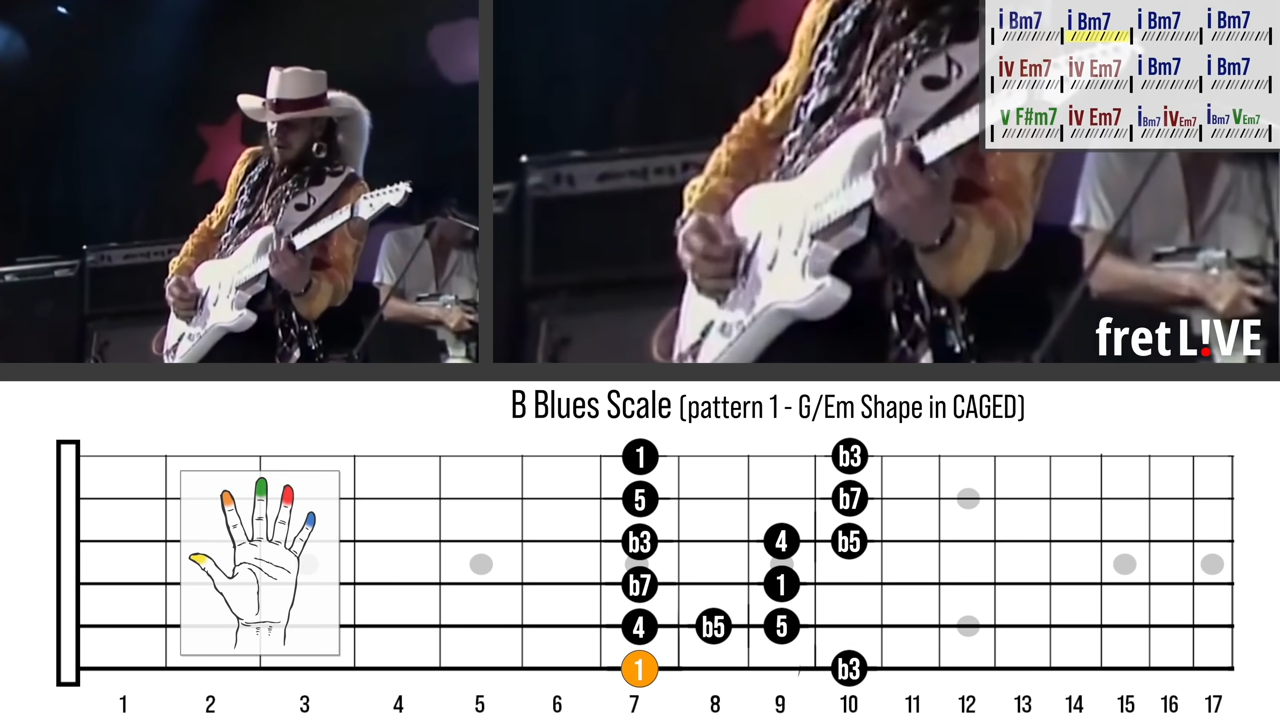 i Bm7 i Bm7 i Bm7 i Bm7
iv Em7 iv Em7 i Bm7 i Bm7
v F#m7 iv Em7 i Bm7 iv Em7 i Bm7 v Em7
fret L!VE
B Blues Scale (pattern 1 - G/Em Shape in CAGED)
1 b3
5 b7
b3 4 b5
b7 1
4 b5 5
1 b3
1 2 3 4 5 6 7 8 9 10 11 12 13 14 15 16 17